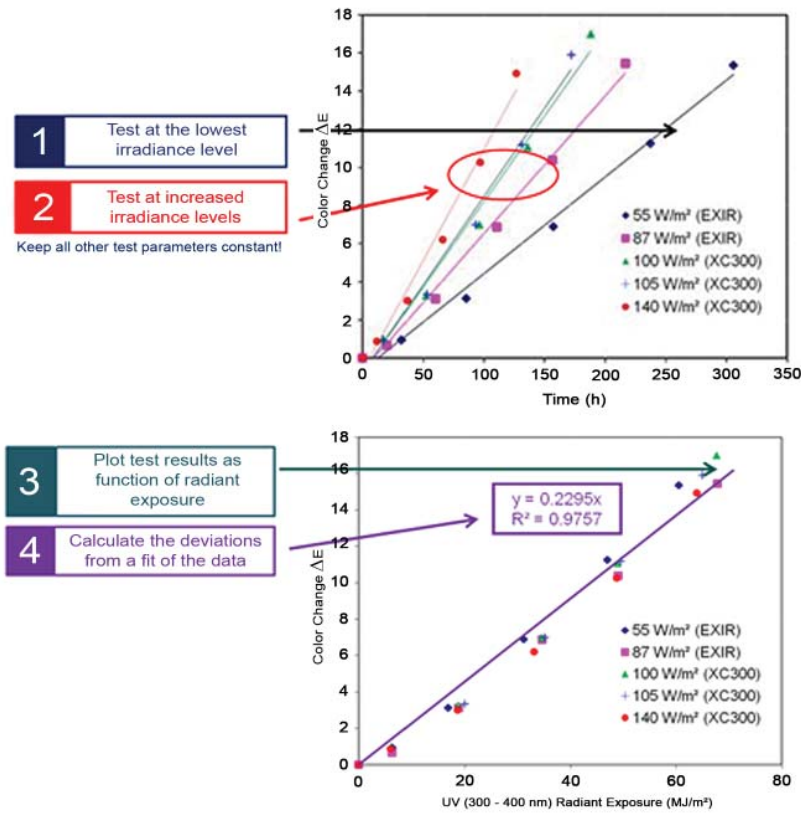 1
Test at the lowest
irradiance level
2
Test at increased
irradiance levels
Keep all other test parameters constant!
Color Change ΔE
18
16
14
12
10
8
6
4
2
0
0 50 100 150 200 250 300 350
Time (h)
55 W/m² (EXIR)
87 W/m² (EXIR)
100 W/m² (XC300)
105 W/m² (XC300)
140 W/m² (XC300)
3
Plot test results as
function of radiant
exposure
4
Calculate the deviations
from a fit of the data
Color Change ΔE
18
16
14
12
10
8
6
4
2
0
y = 0.2295x
R² = 0.9757
55 W/m² (EXIR)
87 W/m² (EXIR)
100 W/m² (XC300)
105 W/m² (XC300)
140 W/m² (XC300)
0 20 40 60 80
UV (300 - 400 nm) Radiant Exposure (MJ/m²)